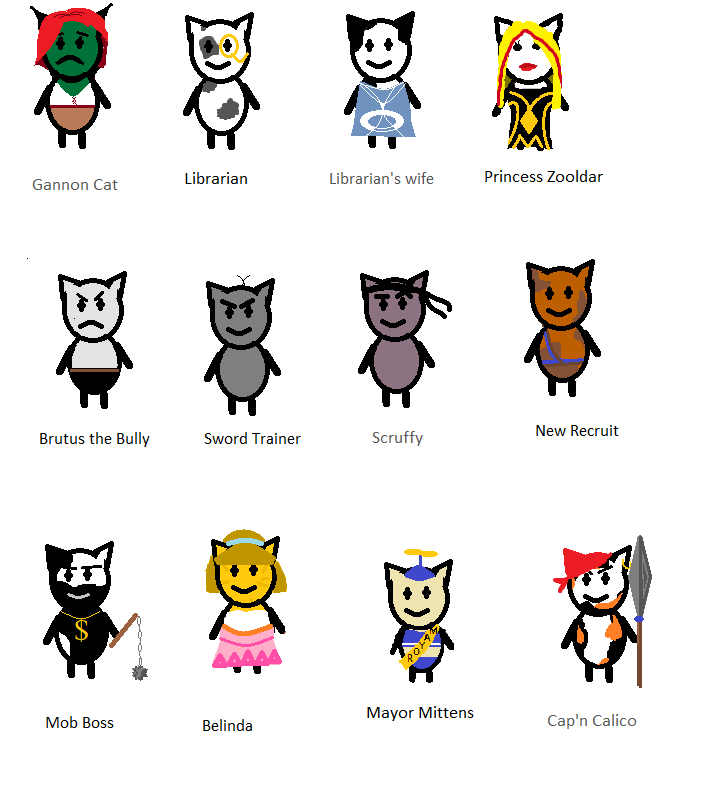 Gannon Cat
Librarian
Librarian's wife
Princess Zooldar
Brutus the Bully
Sword Trainer
Scruffy
New Recruit
$
ROYAM
Mob Boss
Belinda
Mayor Mittens
Cap'n Calico